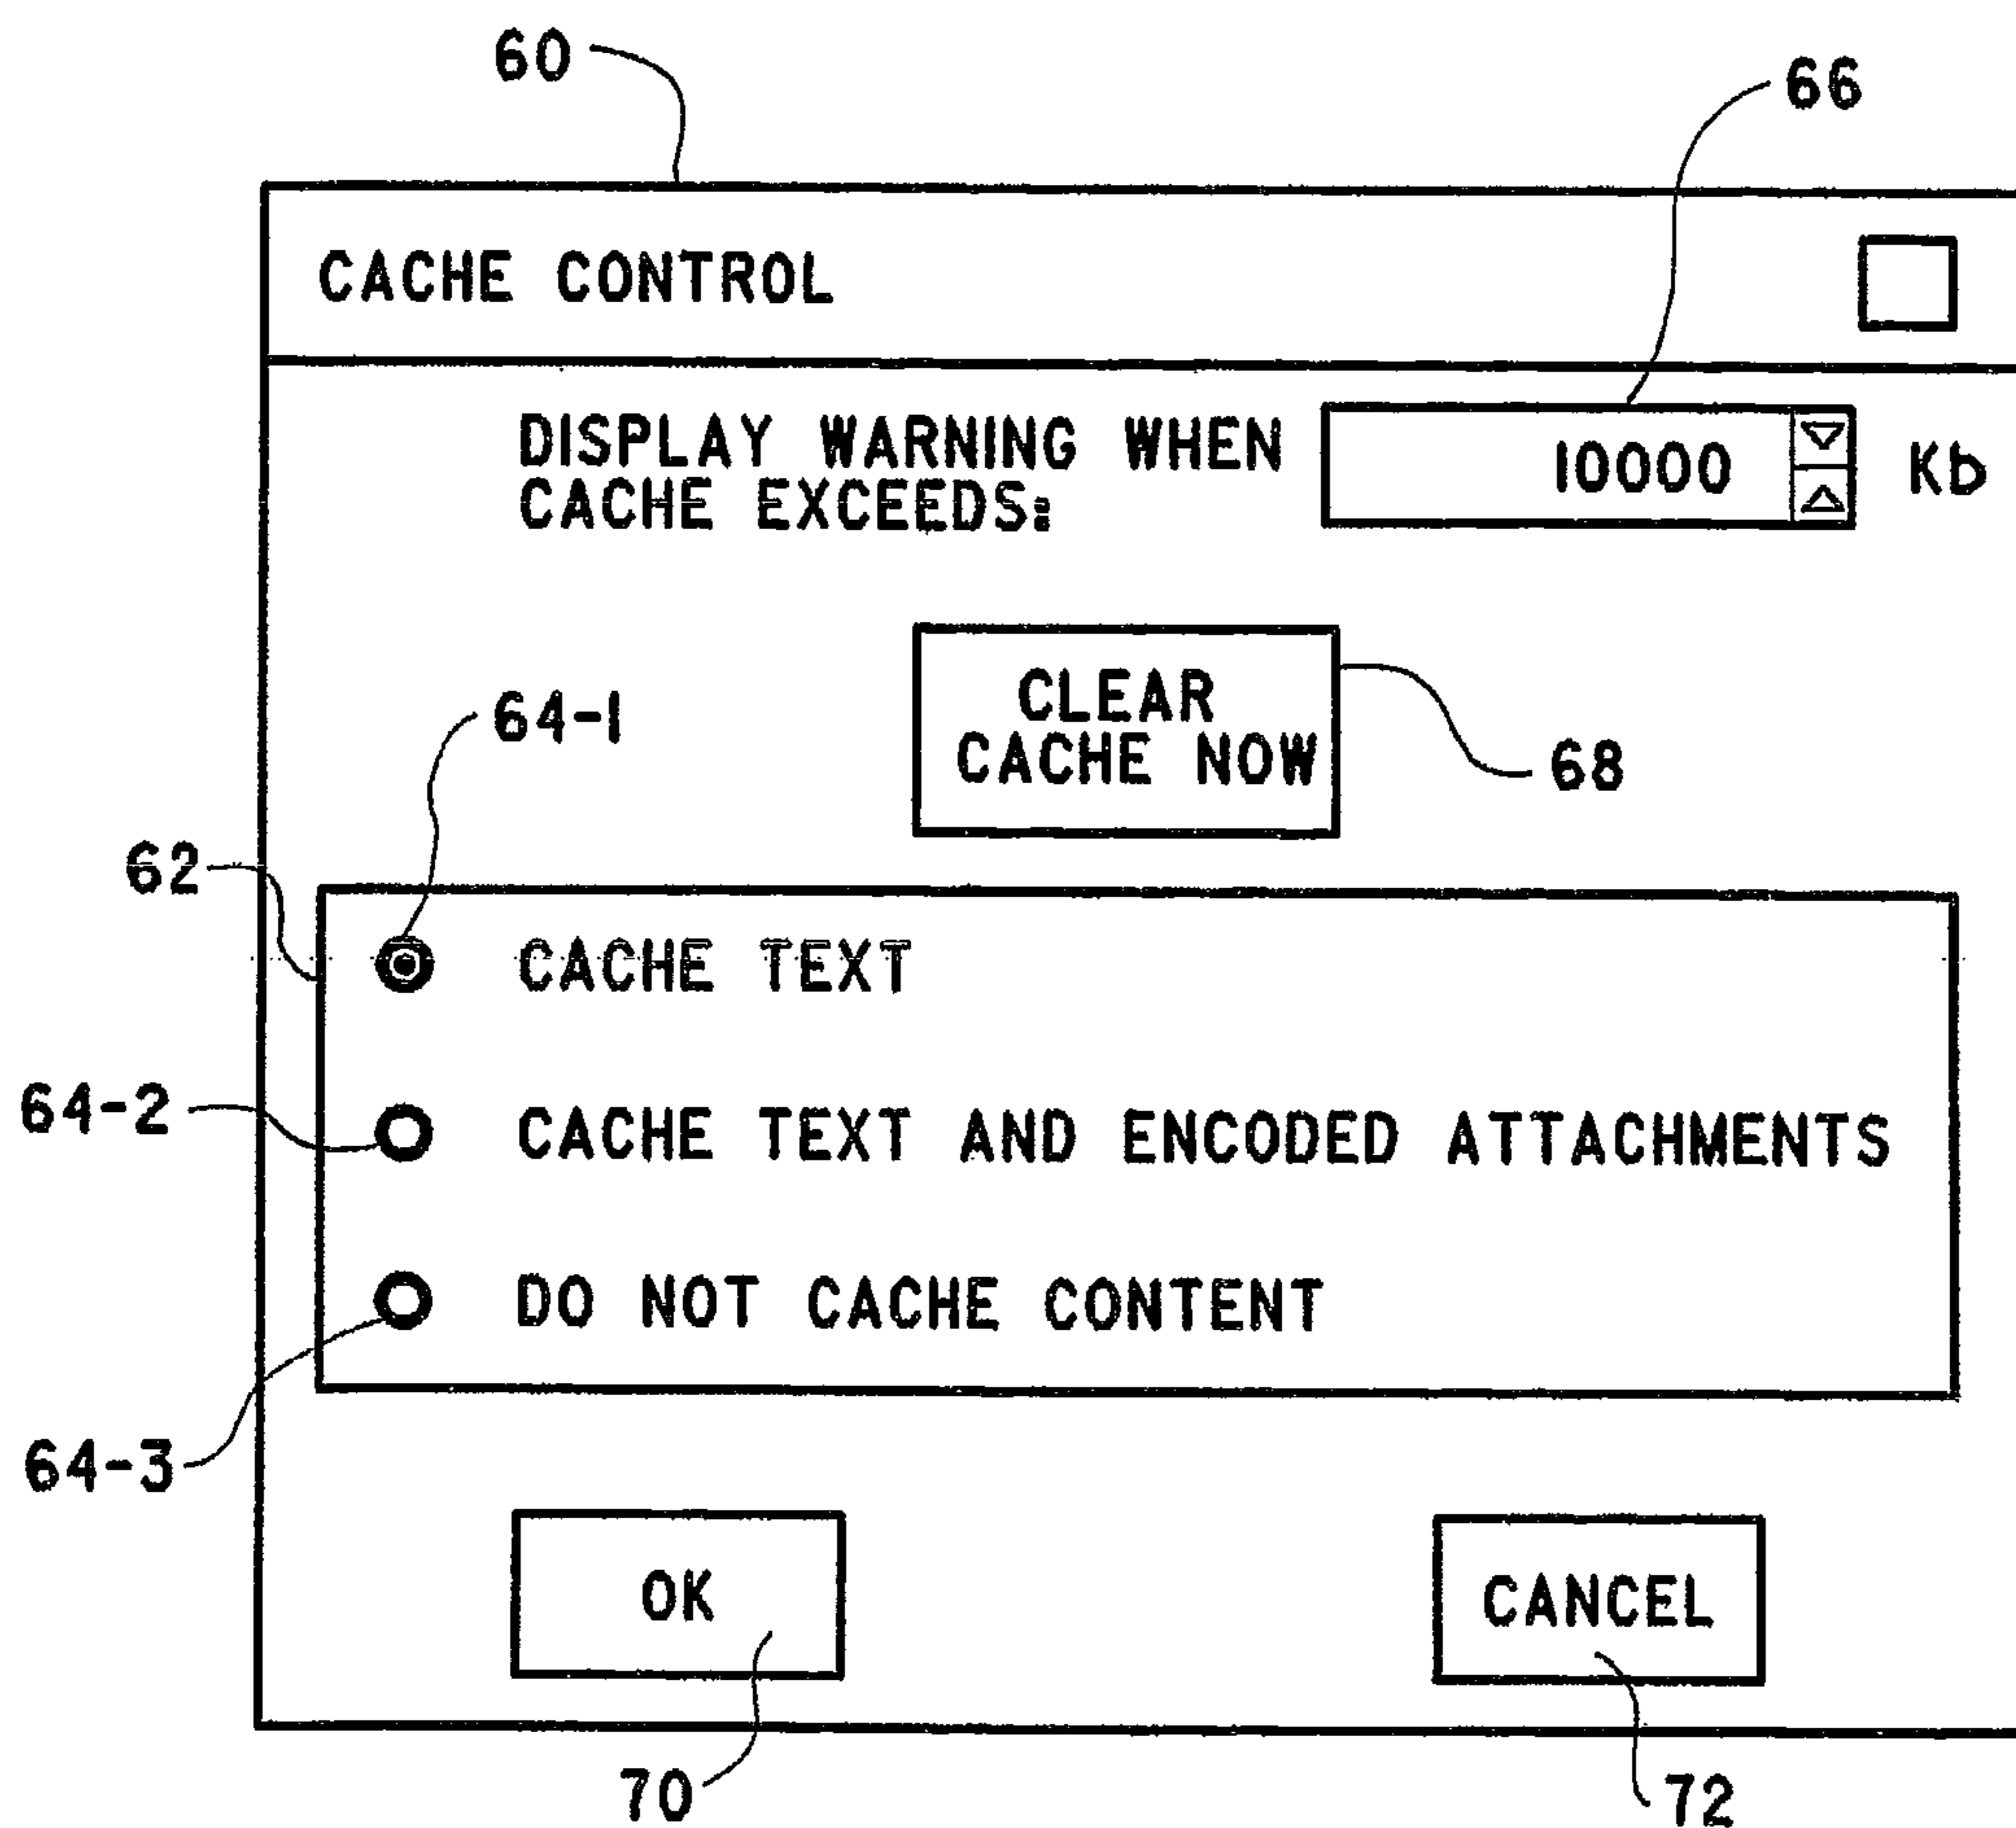 60
66
CACHE CONTROL
DISPLAY WARNING WHEN
CACHE EXCEEDS:
10000
Kb
CLEAR
CACHE NOW
64-1
68
62
CACHE TEXT
64-2
CACHE TEXT AND ENCODED ATTACHMENTS
DO NOT CACHE CONTENT
64-3
OK
CANCEL
70
72